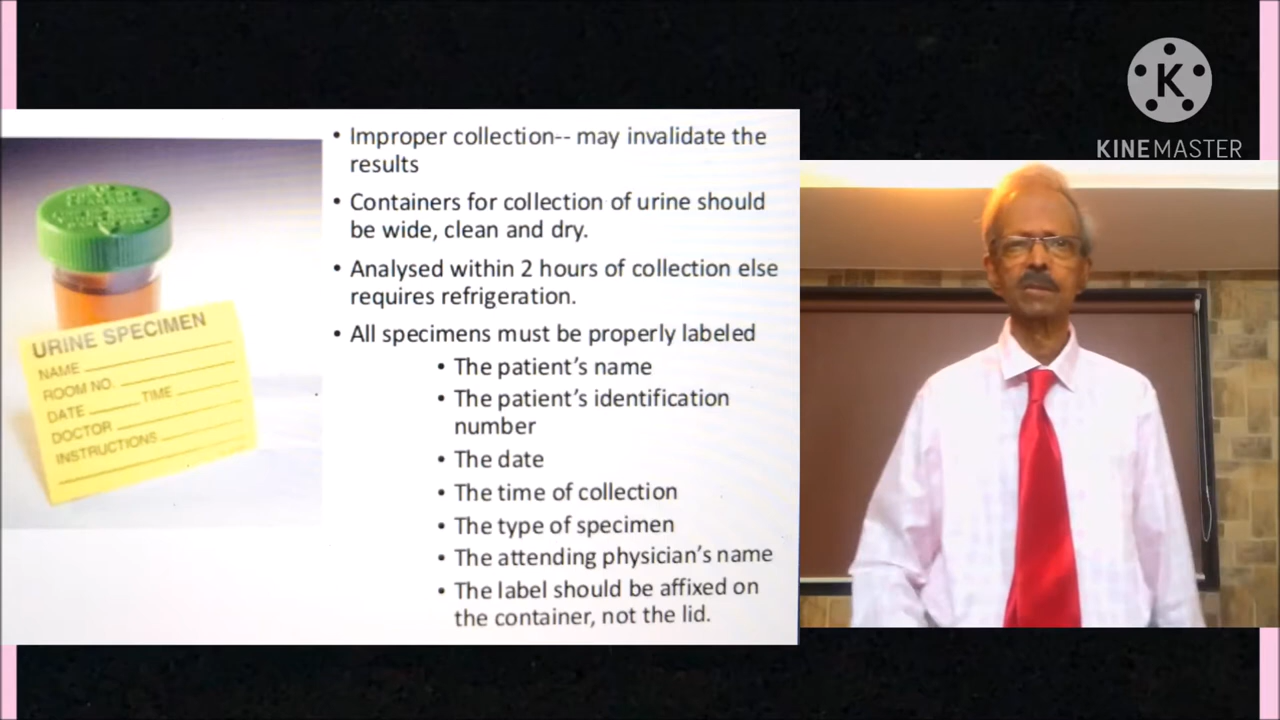 KINEMASTER
• Improper collection-- may invalidate the
results
• Containers for collection of urine should
be wide, clean and dry.
• Analysed within 2 hours of collection else
requires refrigeration.
• All specimens must be properly labeled
• The patient's name
• The patient's identification
number
• The date
• The time of collection
• The type of specimen
• The attending physician's name
• The label should be affixed on
the container, not the lid.
URINE SPECIMEN
NAME
ROOM NO.
DATE TIME
DOCTOR
INSTRUCTIONS